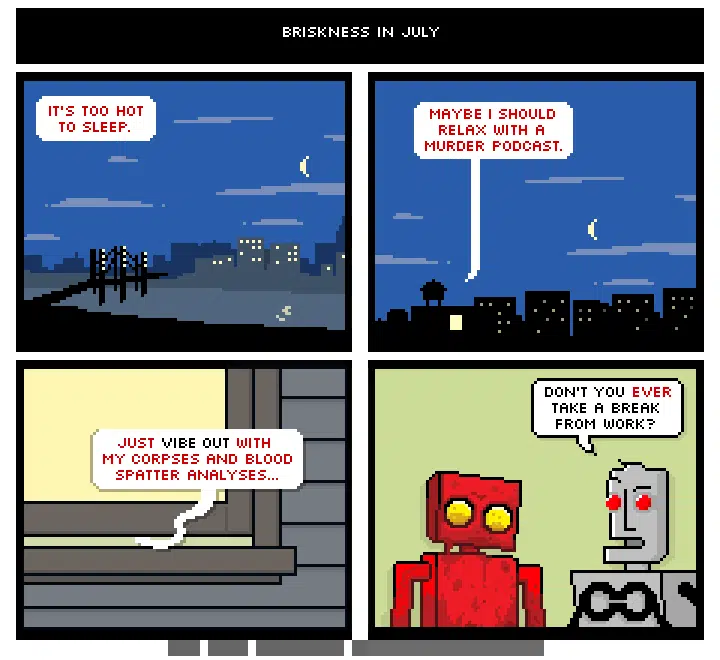 BRISKNESS IN JULY
IT'S TOO HOT
TO SLEEP.
MAYBE I SHOULD
RELAX WITH A
MURDER PODCAST.
JUST VIBE OUT WITH
MY CORPSES AND BLOOD
SPATTER ANALYSES...
DON'T YOU EVER
TAKE A BREAK
FROM WORK?